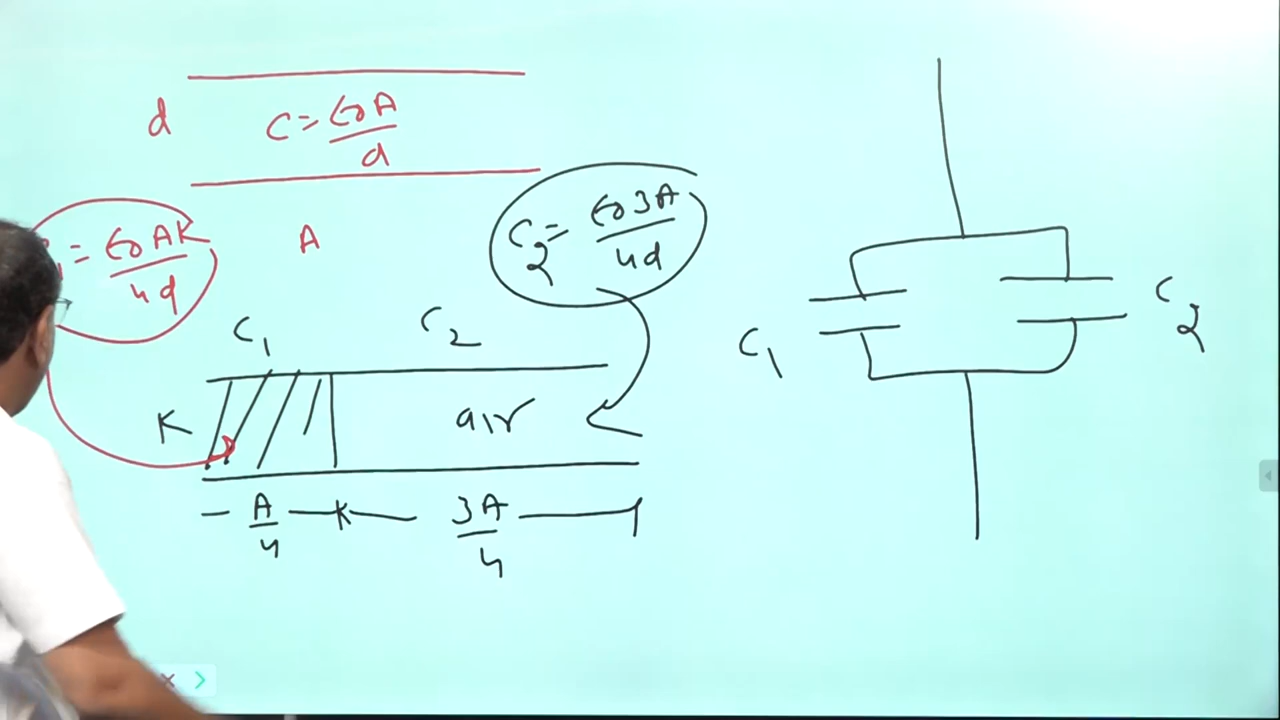 d
C = ε₀A/d
A
= ε₀AK/4d
C₂ = ε₀3A/4d
C₁ C₂
K air
A/4 3A/4
C₁ C₂